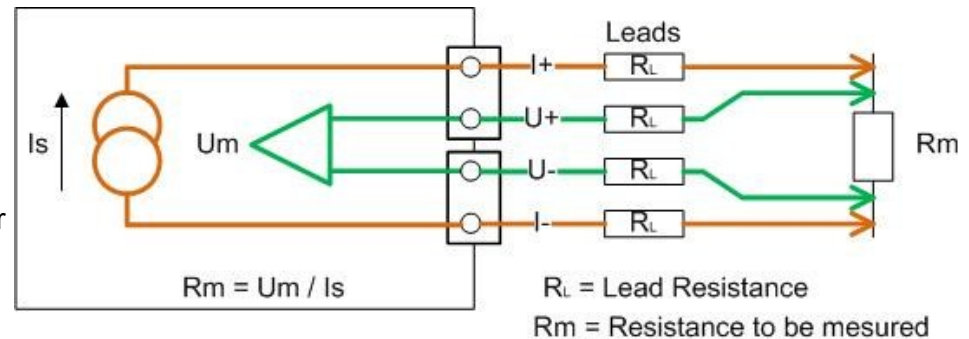 Leads
I+ RL
Is Um U+ RL Rm
U- RL
r
I- RL
Rm = Um / Is RL = Lead Resistance
Rm = Resistance to be mesured